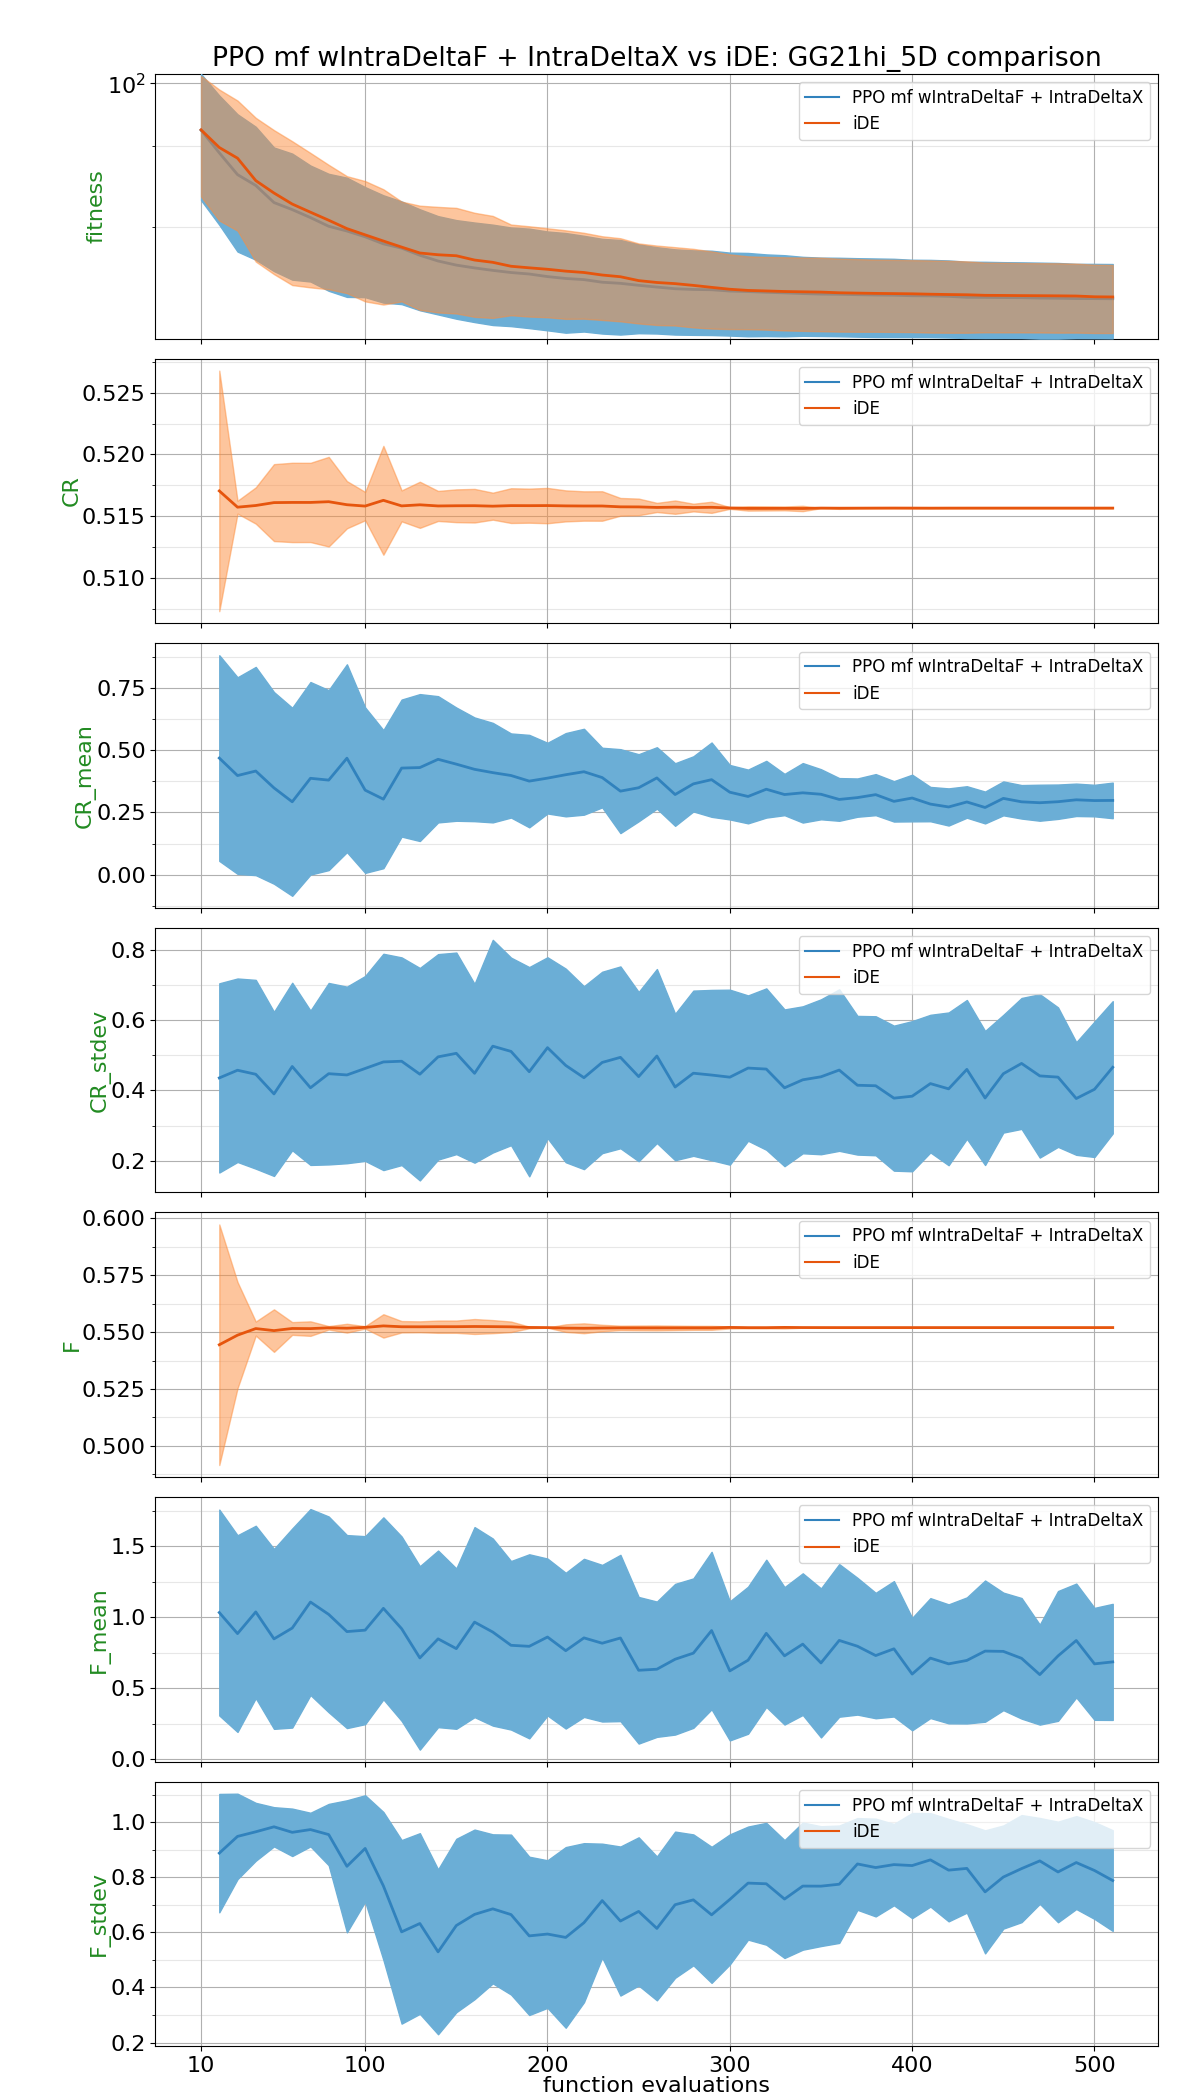 PPO mf wIntraDeltaF + IntraDeltaX vs iDE: GG21hi_5D comparison
10²
fitness
PPO mf wIntraDeltaF + IntraDeltaX
iDE
0.525
0.520
0.515
0.510
CR
PPO mf wIntraDeltaF + IntraDeltaX
iDE
0.75
0.50
0.25
0.00
CR_mean
PPO mf wIntraDeltaF + IntraDeltaX
iDE
0.8
0.6
0.4
0.2
CR_stdev
PPO mf wIntraDeltaF + IntraDeltaX
iDE
0.600
0.575
0.550
0.525
0.500
F
PPO mf wIntraDeltaF + IntraDeltaX
iDE
1.5
1.0
0.5
0.0
F_mean
PPO mf wIntraDeltaF + IntraDeltaX
iDE
1.0
0.8
0.6
0.4
0.2
F_stdev
PPO mf wIntraDeltaF + IntraDeltaX
iDE
10 100 200 300 400 500
function evaluations